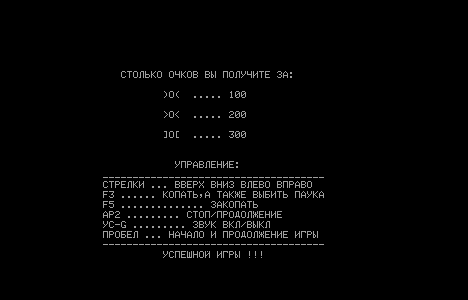 СТОЛЬКО ОЧКОВ ВЫ ПОЛУЧИТЕ ЗА:
)O( ..... 100
>O< ..... 200
]O[ ..... 300
УПРАВЛЕНИЕ:
-------------------------------------
СТРЕЛКИ ... ВВЕРХ ВНИЗ ВЛЕВО ВПРАВО
F3 ...... КОПАТЬ,А ТАКЖЕ ВЫБИТЬ ПАУКА
F5 .............. ЗАКОПАТЬ
АР2 ......... СТОП/ПРОДОЛЖЕНИЕ
УС-G ......... ЗВУК ВКЛ/ВЫКЛ
ПРОБЕЛ ... НАЧАЛО И ПРОДОЛЖЕНИЕ ИГРЫ
-------------------------------------
УСПЕШНОЙ ИГРЫ !!!